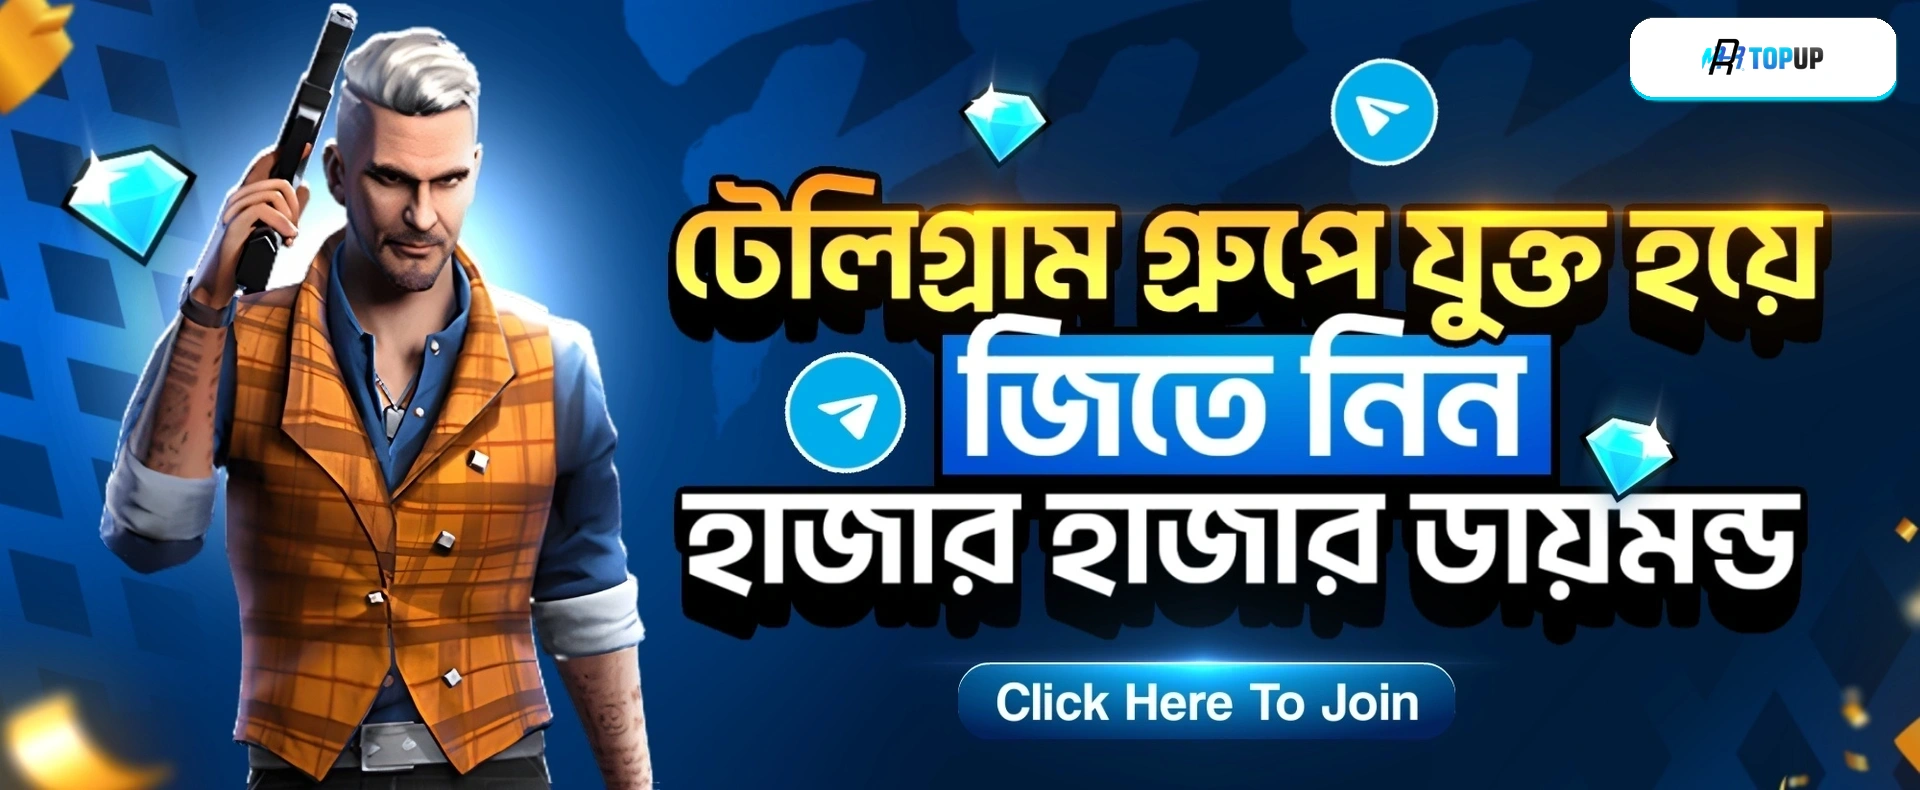 TOPUP
টেলিগ্রাম গ্রুপে যুক্ত হয়ে
জিতে নিন
হাজার হাজার ডায়মন্ড
Click Here To Join